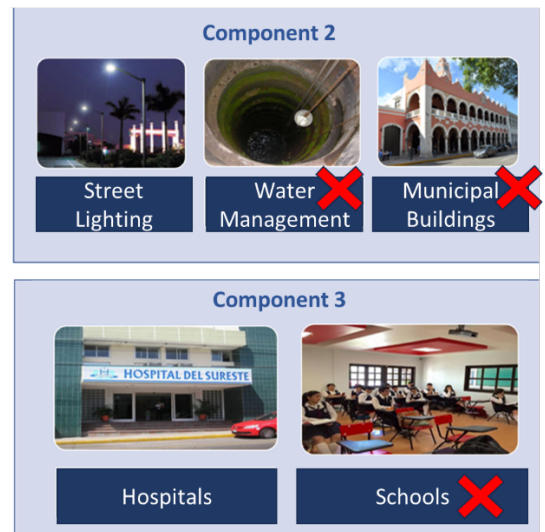 Component 2
Street
Lighting
Water
Management
Municipal
Buildings
Component 3
HOSPITAL DEL SURESTE
Hospitals
Schools